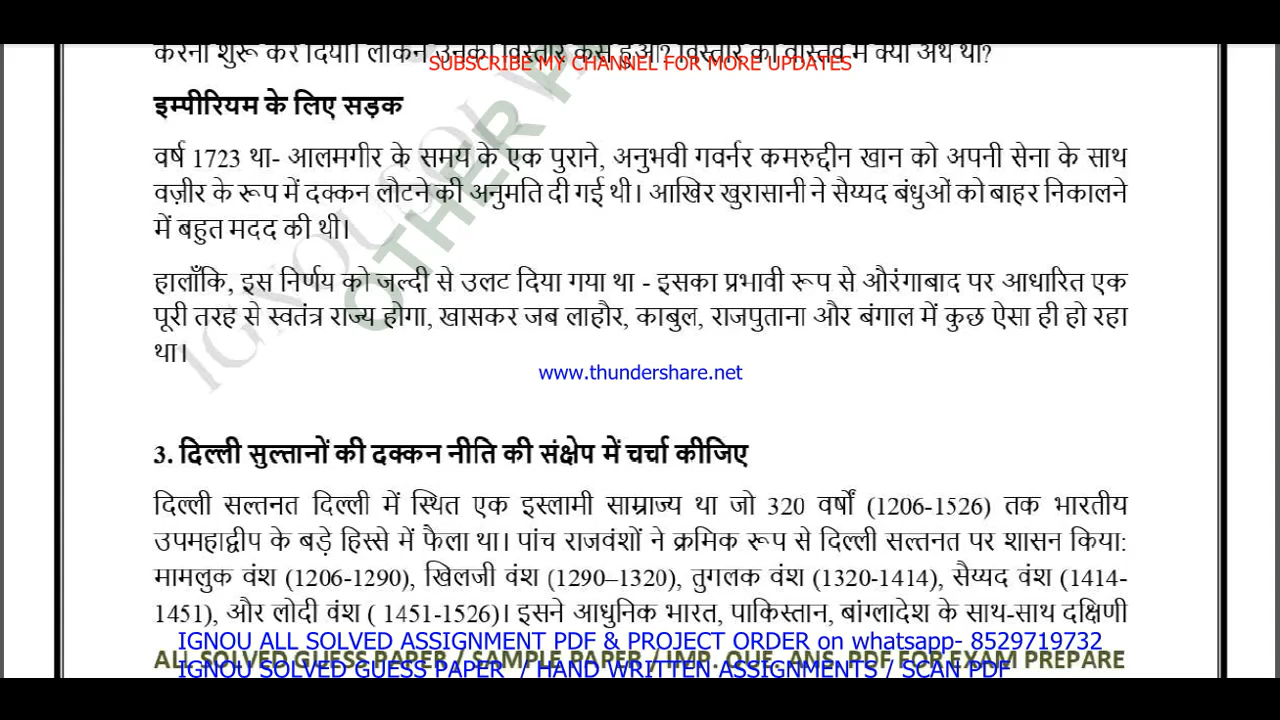 करना शुरू कर दिया। लेकिन उनका विस्तार कैसे हुआ? विस्तार का वास्तव में क्या अर्थ था?
SUBSCRIBE MY CHANNEL FOR MORE UPDATES
इम्पीरियम के लिए सड़क
वर्ष 1723 था- आलमगीर के समय के एक पुराने, अनुभवी गवर्नर कमरुद्दीन खान को अपनी सेना के साथ
वज़ीर के रूप में दक्कन लौटने की अनुमति दी गई थी। आखिर खुरासानी ने सैय्यद बंधुओं को बाहर निकालने
में बहुत मदद की थी।
हालाँकि, इस निर्णय को जल्दी से उलट दिया गया था - इसका प्रभावी रूप से औरंगाबाद पर आधारित एक
पूरी तरह से स्वतंत्र राज्य होगा, खासकर जब लाहौर, काबुल, राजपुताना और बंगाल में कुछ ऐसा ही हो रहा
था।
www.thundershare.net
3. दिल्ली सुल्तानों की दक्कन नीति की संक्षेप में चर्चा कीजिए
दिल्ली सल्तनत दिल्ली में स्थित एक इस्लामी साम्राज्य था जो 320 वर्षों (1206-1526) तक भारतीय
उपमहाद्वीप के बड़े हिस्से में फैला था। पांच राजवंशों ने क्रमिक रूप से दिल्ली सल्तनत पर शासन किया:
मामलुक वंश (1206-1290), खिलजी वंश (1290–1320), तुगलक वंश (1320-1414), सैय्यद वंश (1414-
1451), और लोदी वंश ( 1451-1526)। इसने आधुनिक भारत, पाकिस्तान, बांग्लादेश के साथ-साथ दक्षिणी
IGNOU ALL SOLVED ASSIGNMENT PDF & PROJECT ORDER on whatsapp- 8529719732
ALL SOLVED GUESS PAPER / SAMPLE PAPER / IMP. QUE. ANS. PDF FOR EXAM PREPARE
IGNOU SOLVED GUESS PAPER / HAND WRITTEN ASSIGNMENTS / SCAN PDF